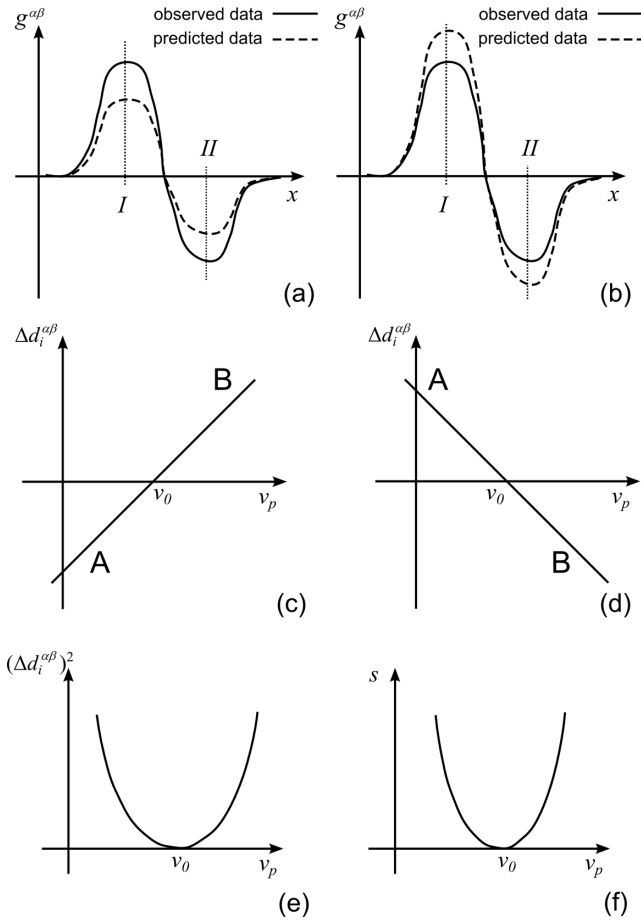 g^{αβ} observed data
predicted data
I
II
x
(a)
observed data
predicted data
I
II
x
(b)
Δd_i^{αβ}
A
B
v_0
v_p
(c)
Δd_i^{αβ}
A
B
v_0
v_p
(d)
(Δd_i^{αβ})^2
v_0
v_p
(e)
s
v_0
v_p
(f)